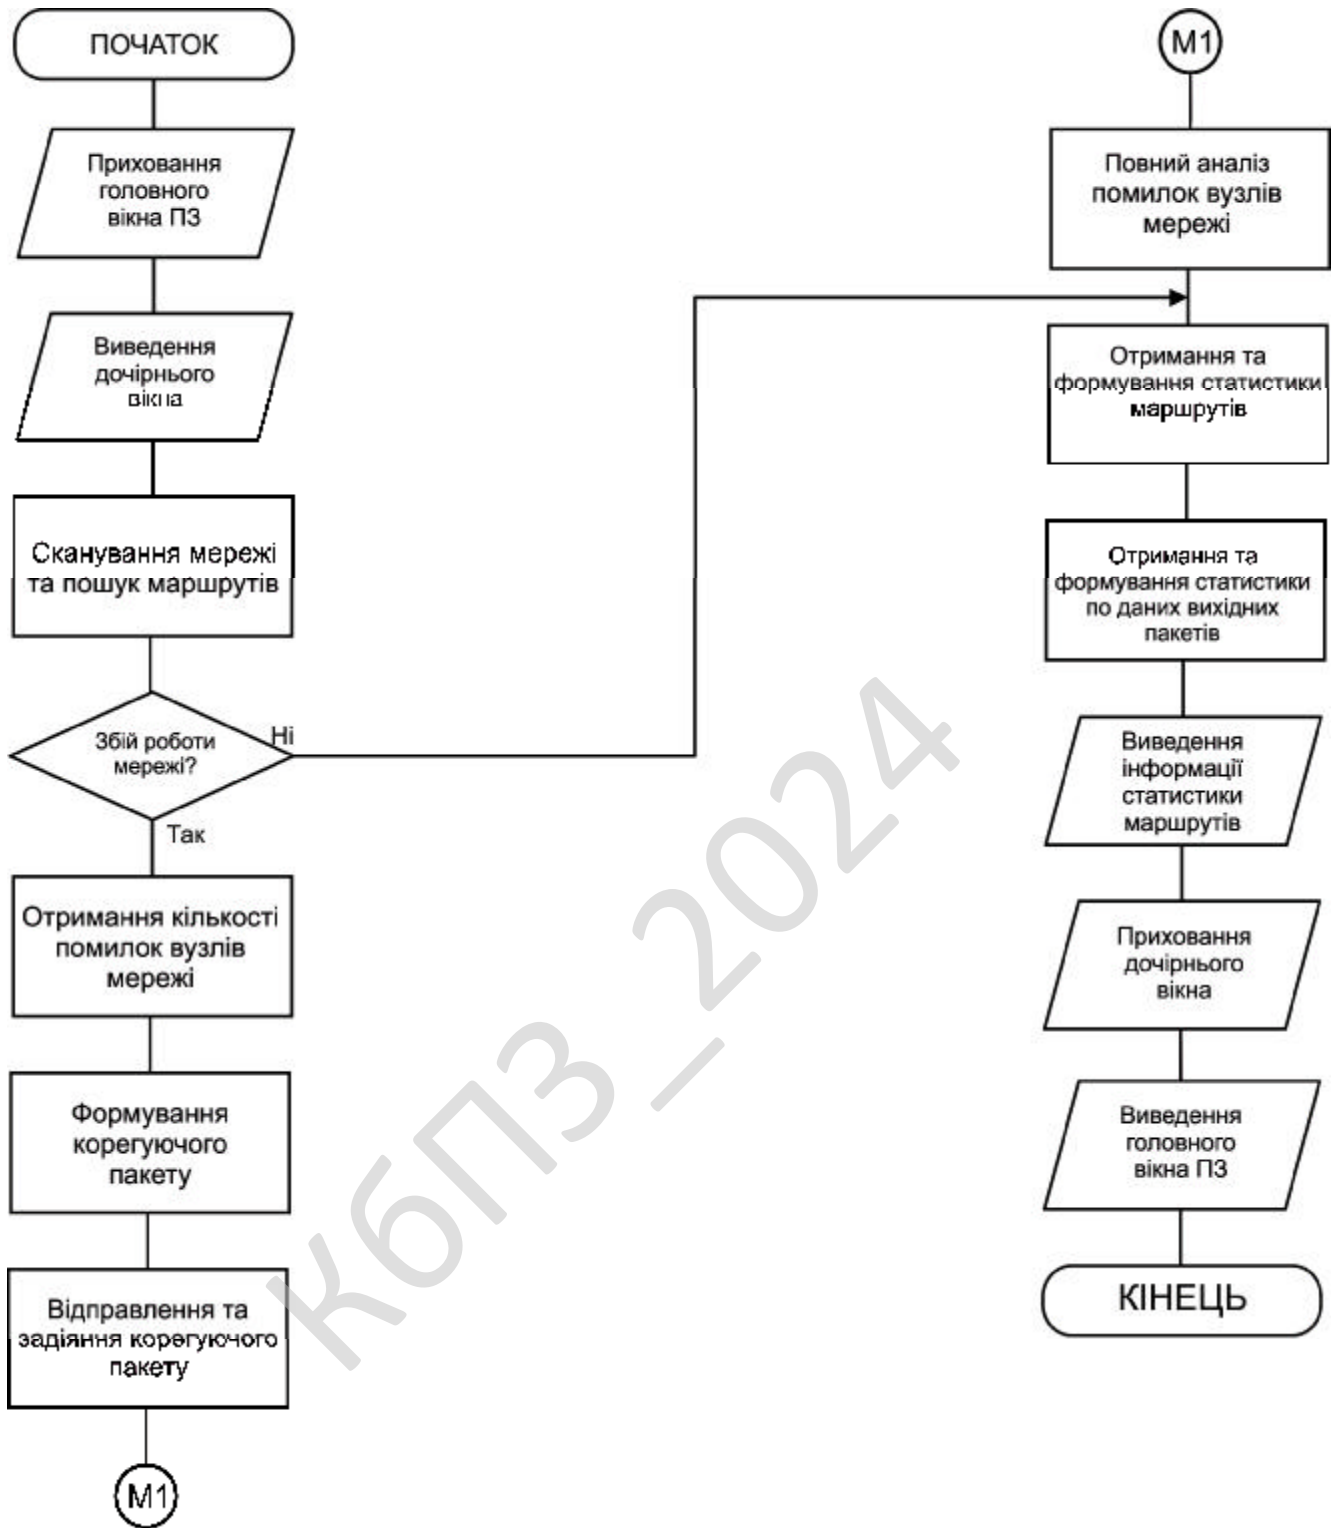 ПОЧАТОК
Приховання
головного
вікна ПЗ
Виведення
дочірнього
вікна
Сканування мережі
та пошук маршрутів
Збій роботи
мережі?
Ні
Так
Отримання кількості
помилок вузлів
мережі
Формування
корегуючого
пакету
Відправлення та
задіяння корегуючого
пакету
М1
М1
Повний аналіз
помилок вузлів
мережі
Отримання та
формування статистики
маршрутів
Отримання та
формування статистики
по даних вихідних
пакетів
Виведення
інформації
статистики
маршрутів
Приховання
дочірнього
вікна
Виведення
головного
вікна ПЗ
КІНЕЦЬ
КбПЗ_2024